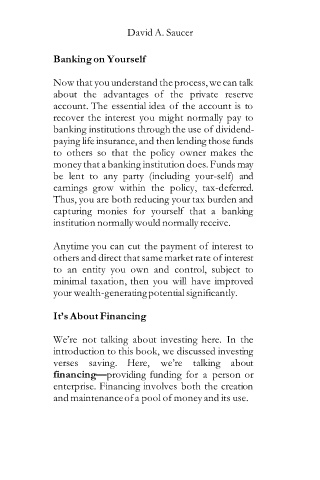 David A. Saucer
Banking on Yourself
Now that you understand the process, we can talk
about the advantages of the private reserve
account. The essential idea of the account is to
recover the interest you might normally pay to
banking institutions through the use of dividend-
paying life insurance, and then lending those funds
to others so that the policy owner makes the
money that a banking institution does. Funds may
be lent to any party (including your-self) and
earnings grow within the policy, tax-deferred.
Thus, you are both reducing your tax burden and
capturing monies for yourself that a banking
institution normally would normally receive.
Anytime you can cut the payment of interest to
others and direct that same market rate of interest
to an entity you own and control, subject to
minimal taxation, then you will have improved
your wealth-generating potential significantly.
It's About Financing
We're not talking about investing here. In the
introduction to this book, we discussed investing
verses saving. Here, we're talking about
financing—providing funding for a person or
enterprise. Financing involves both the creation
and maintenance of a pool of money and its use.